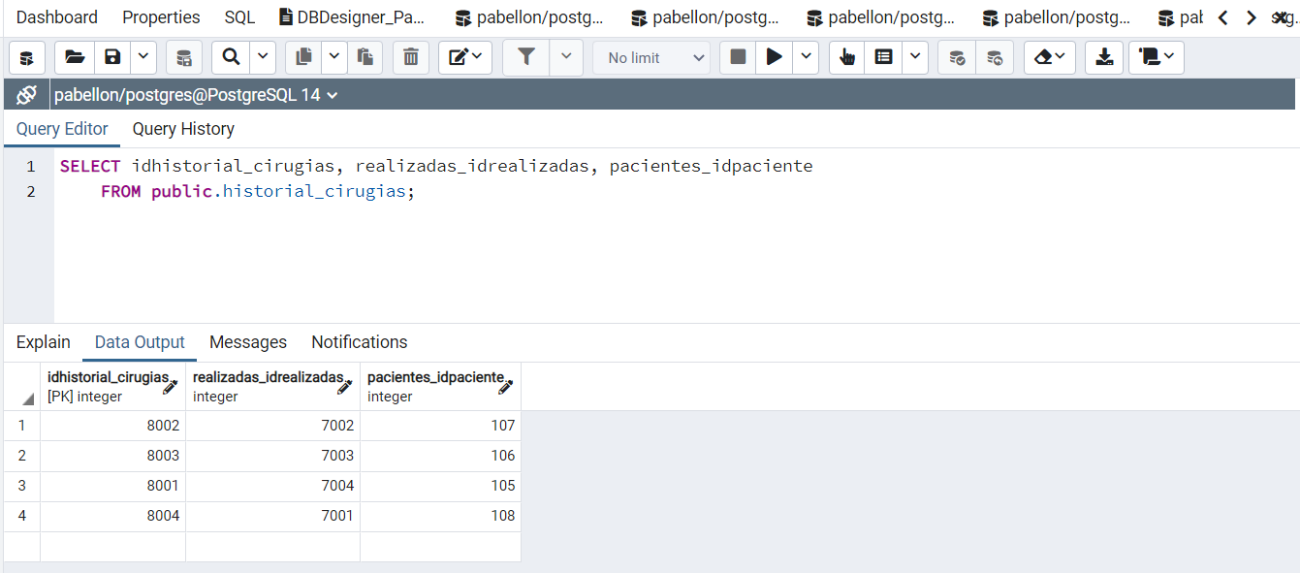 Dashboard Properties SQL DBDesigner_Pa... pabellon/postg... pabellon/postg... pabellon/postg... pabellon/postg... pab
No limit
pabellon/postgres@PostgreSQL 14
Query Editor Query History
1 SELECT idhistorial_cirugias, realizadas_idrealizadas, pacientes_idpaciente
2 FROM public.historial_cirugias;
Explain Data Output Messages Notifications
idhistorial_cirugias realizadas_idrealizadas pacientes_idpaciente
[PK] integer integer integer
1 8002 7002 107
2 8003 7003 106
3 8001 7004 105
4 8004 7001 108